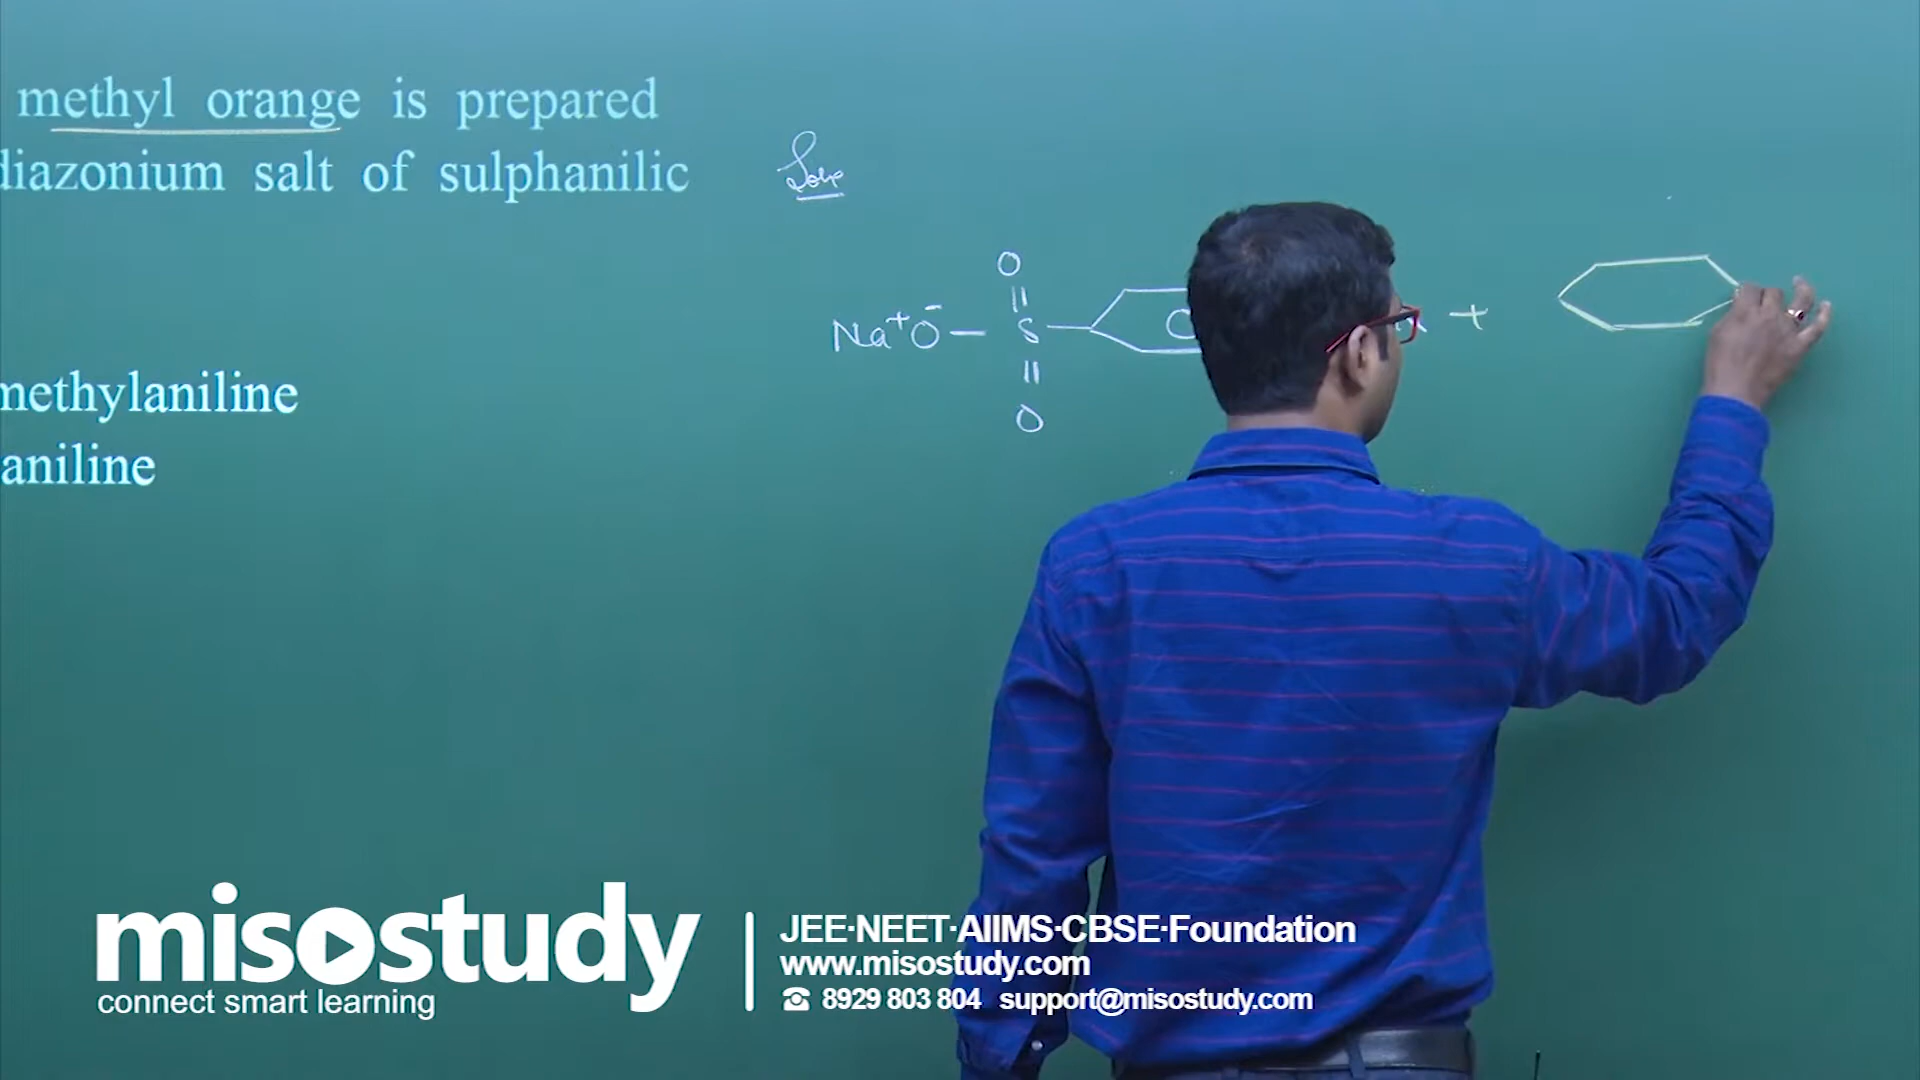 methyl orange is prepared
diazonium salt of sulphanilic
methylaniline
aniline
Soln
O
Na⁺O⁻ — S
O
+
misostudy
connect smart learning
JEE·NEET·AIIMS·CBSE·Foundation
www.misostudy.com
8929 803 804 support@misostudy.com